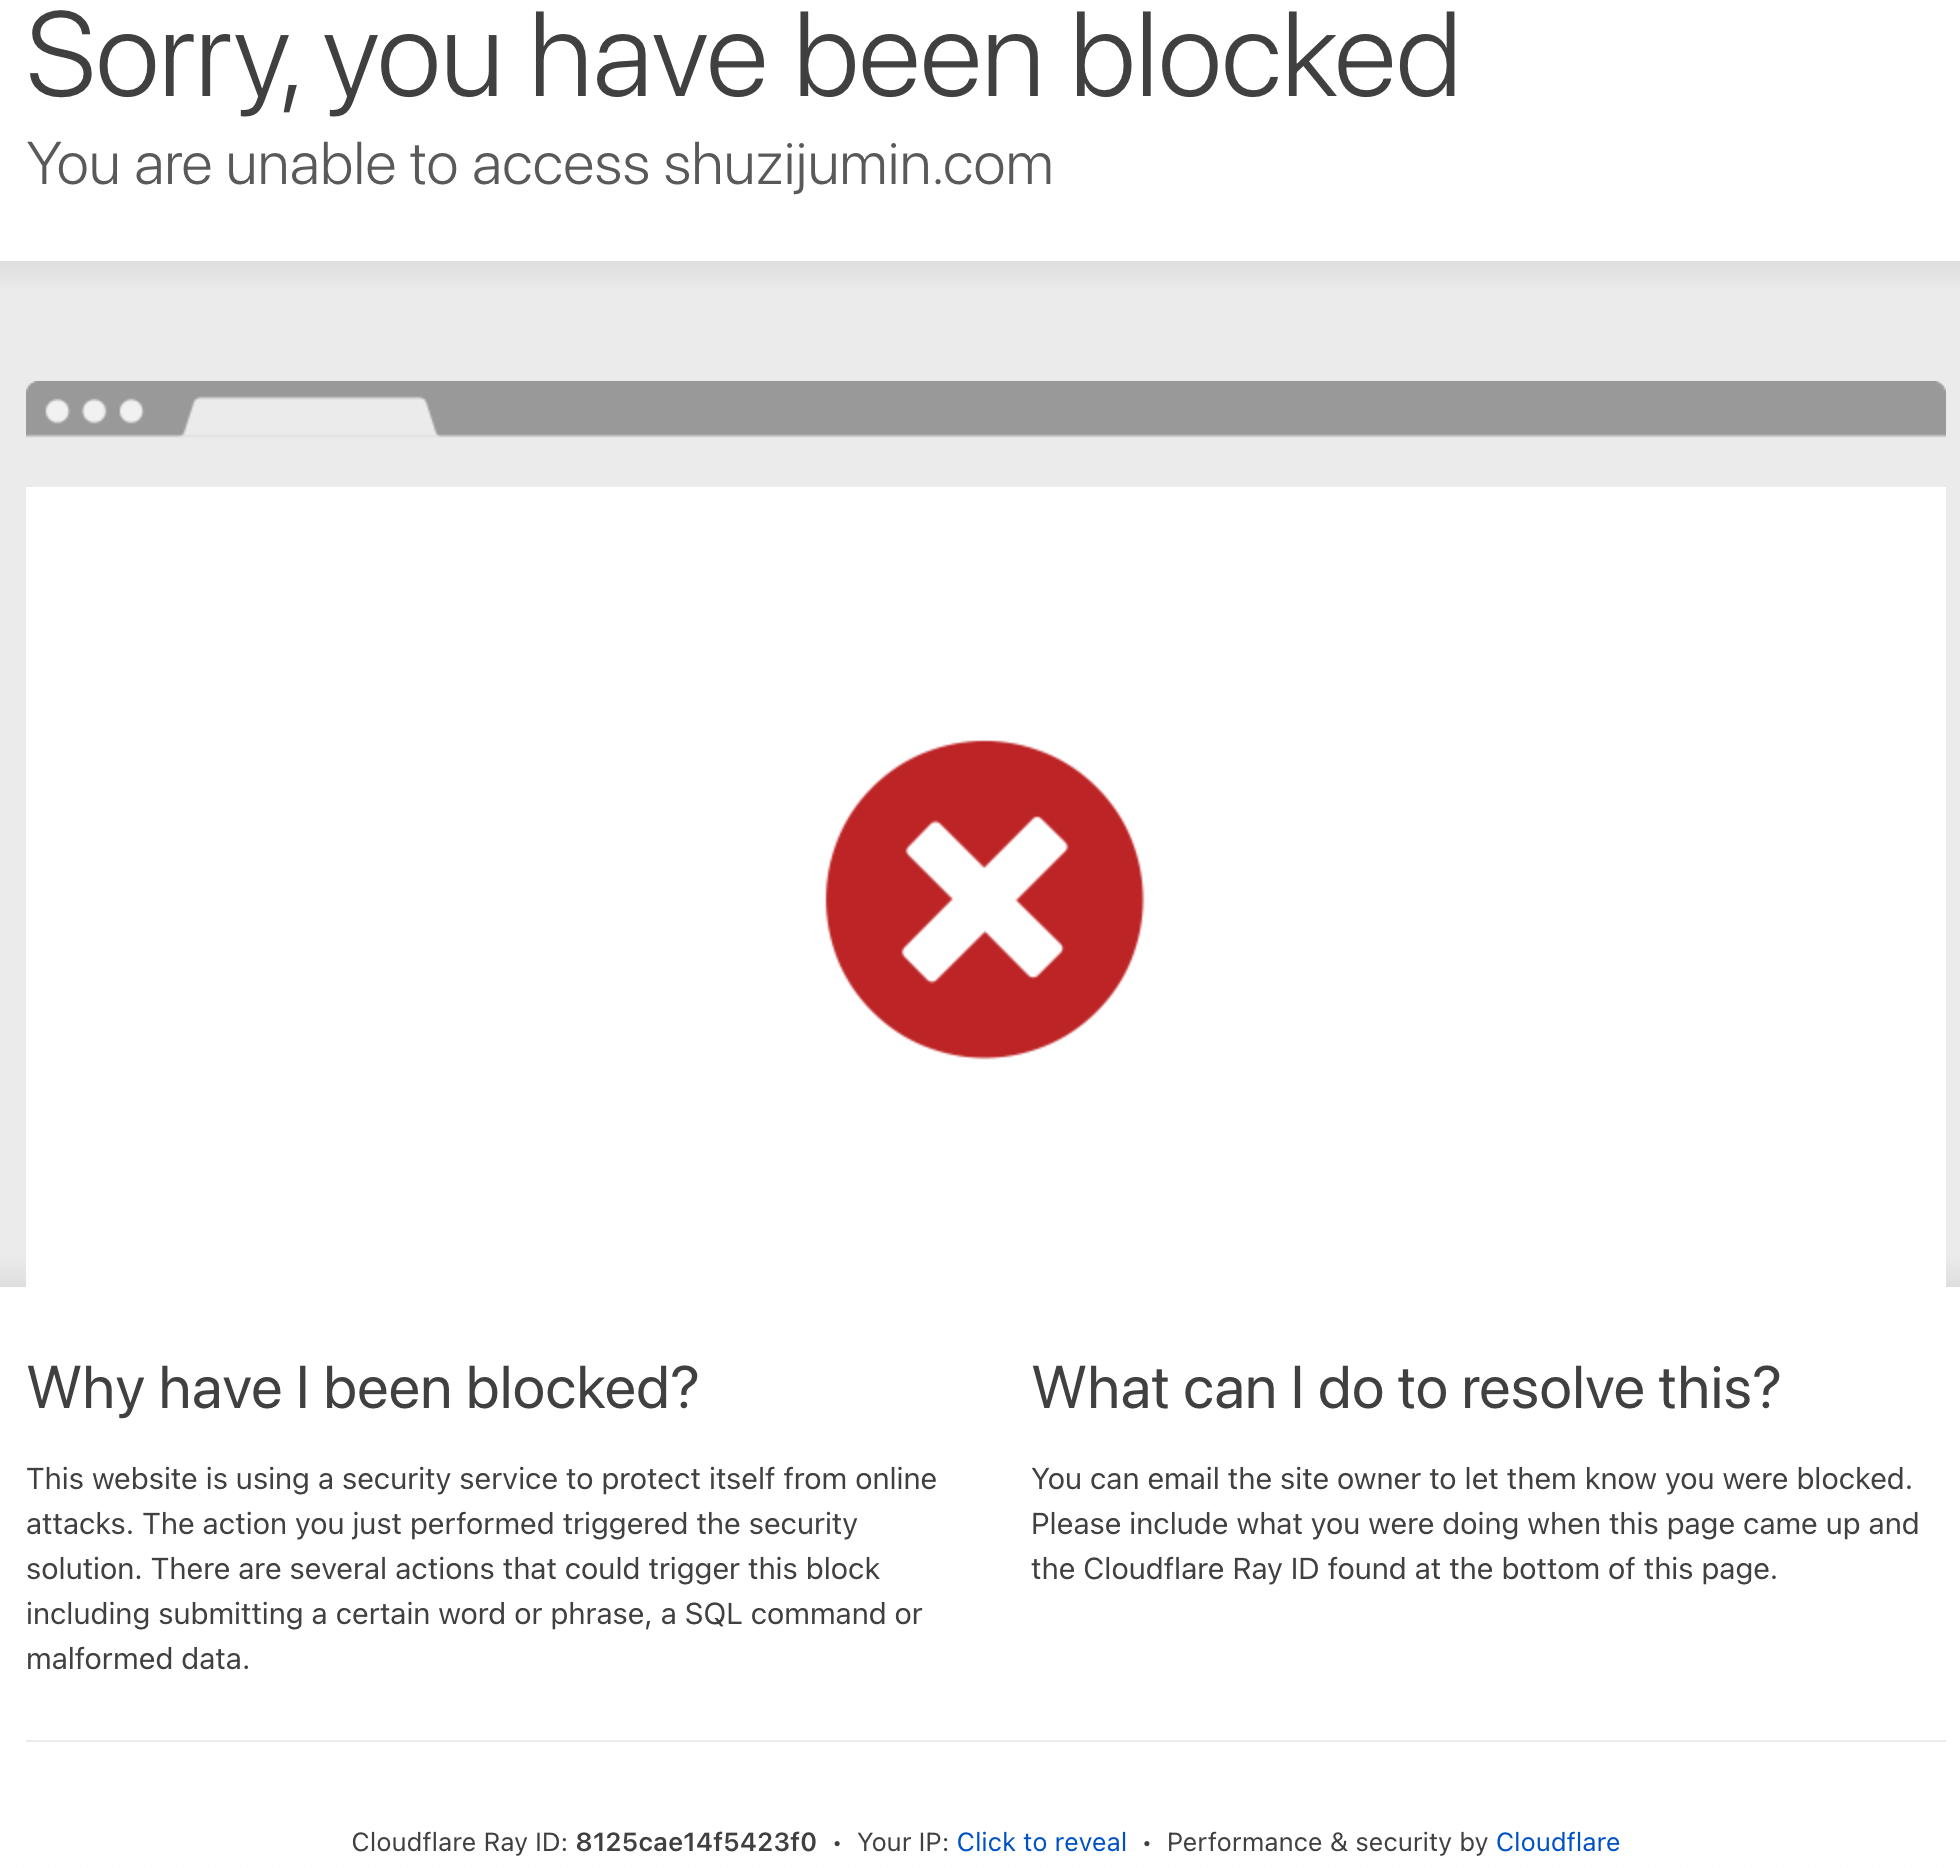 Sorry, you have been blocked
You are unable to access shuzijumin.com
Why have I been blocked?
This website is using a security service to protect itself from online
attacks. The action you just performed triggered the security
solution. There are several actions that could trigger this block
including submitting a certain word or phrase, a SQL command or
malformed data.
What can I do to resolve this?
You can email the site owner to let them know you were blocked.
Please include what you were doing when this page came up and
the Cloudflare Ray ID found at the bottom of this page.
Cloudflare Ray ID: 8125cae14f5423f0 • Your IP: Click to reveal • Performance & security by Cloudflare